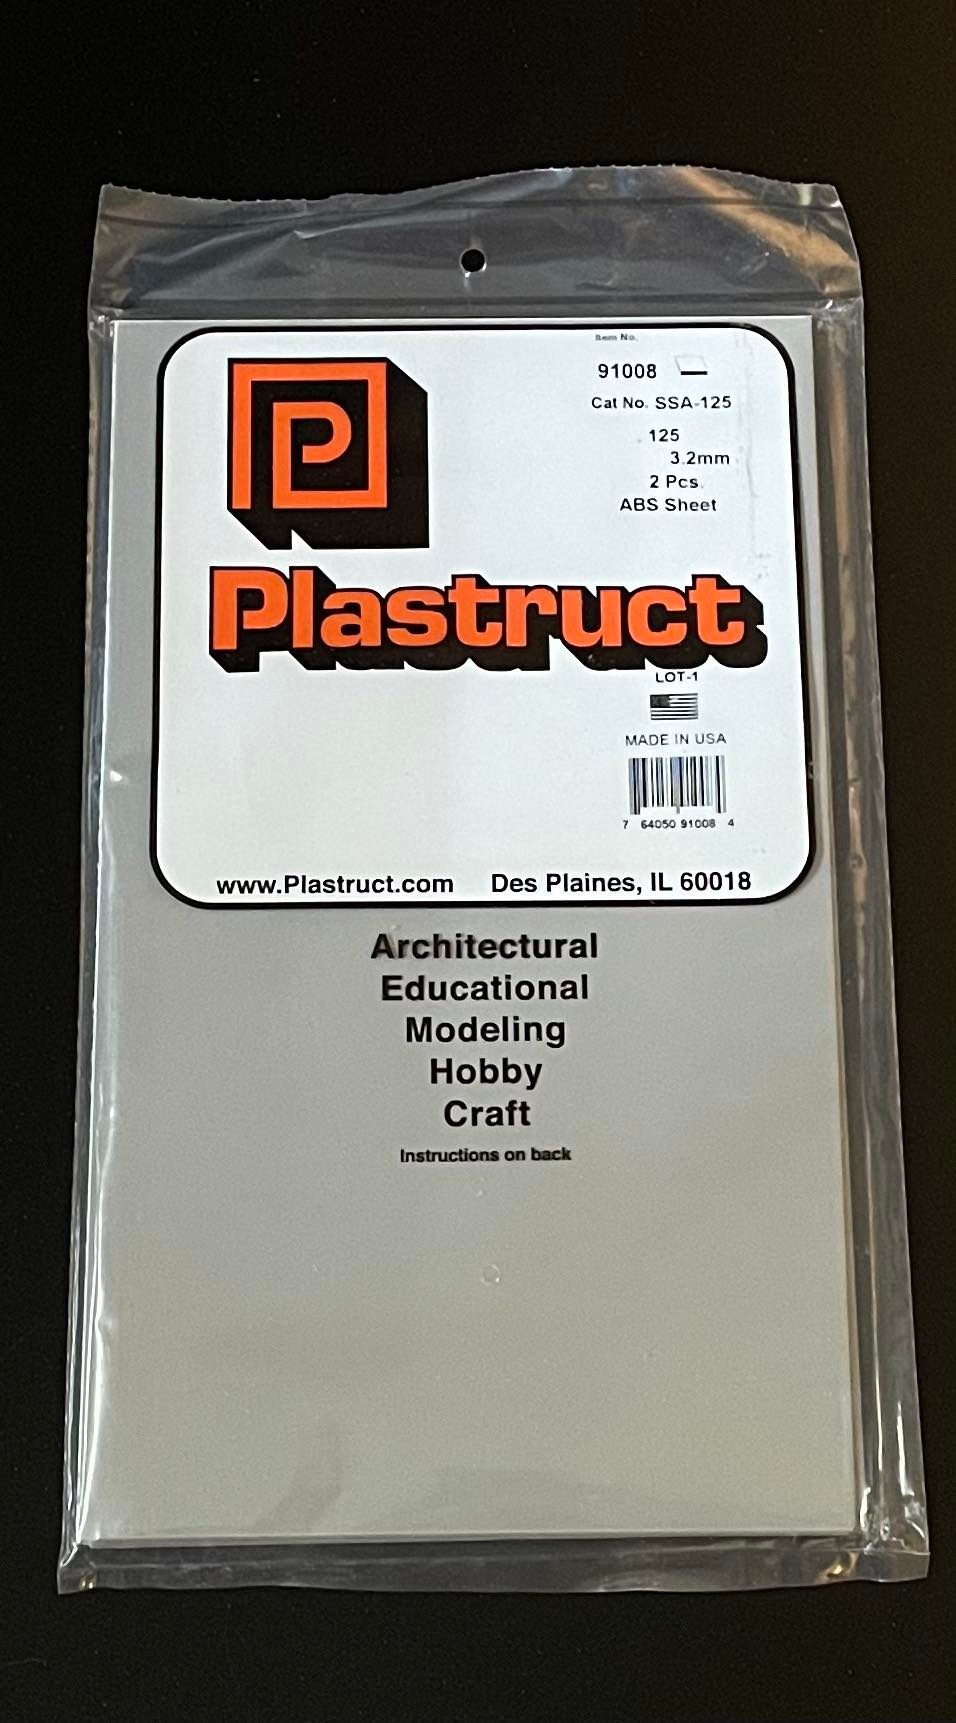 Item No.
91008
Cat No. SSA-125
.125
3.2mm
2 Pcs.
ABS Sheet
P
Plastruct
LOT-1
MADE IN USA
7 64050 91008 4
www.Plastruct.com Des Plaines, IL 60018
Architectural
Educational
Modeling
Hobby
Craft
Instructions on back